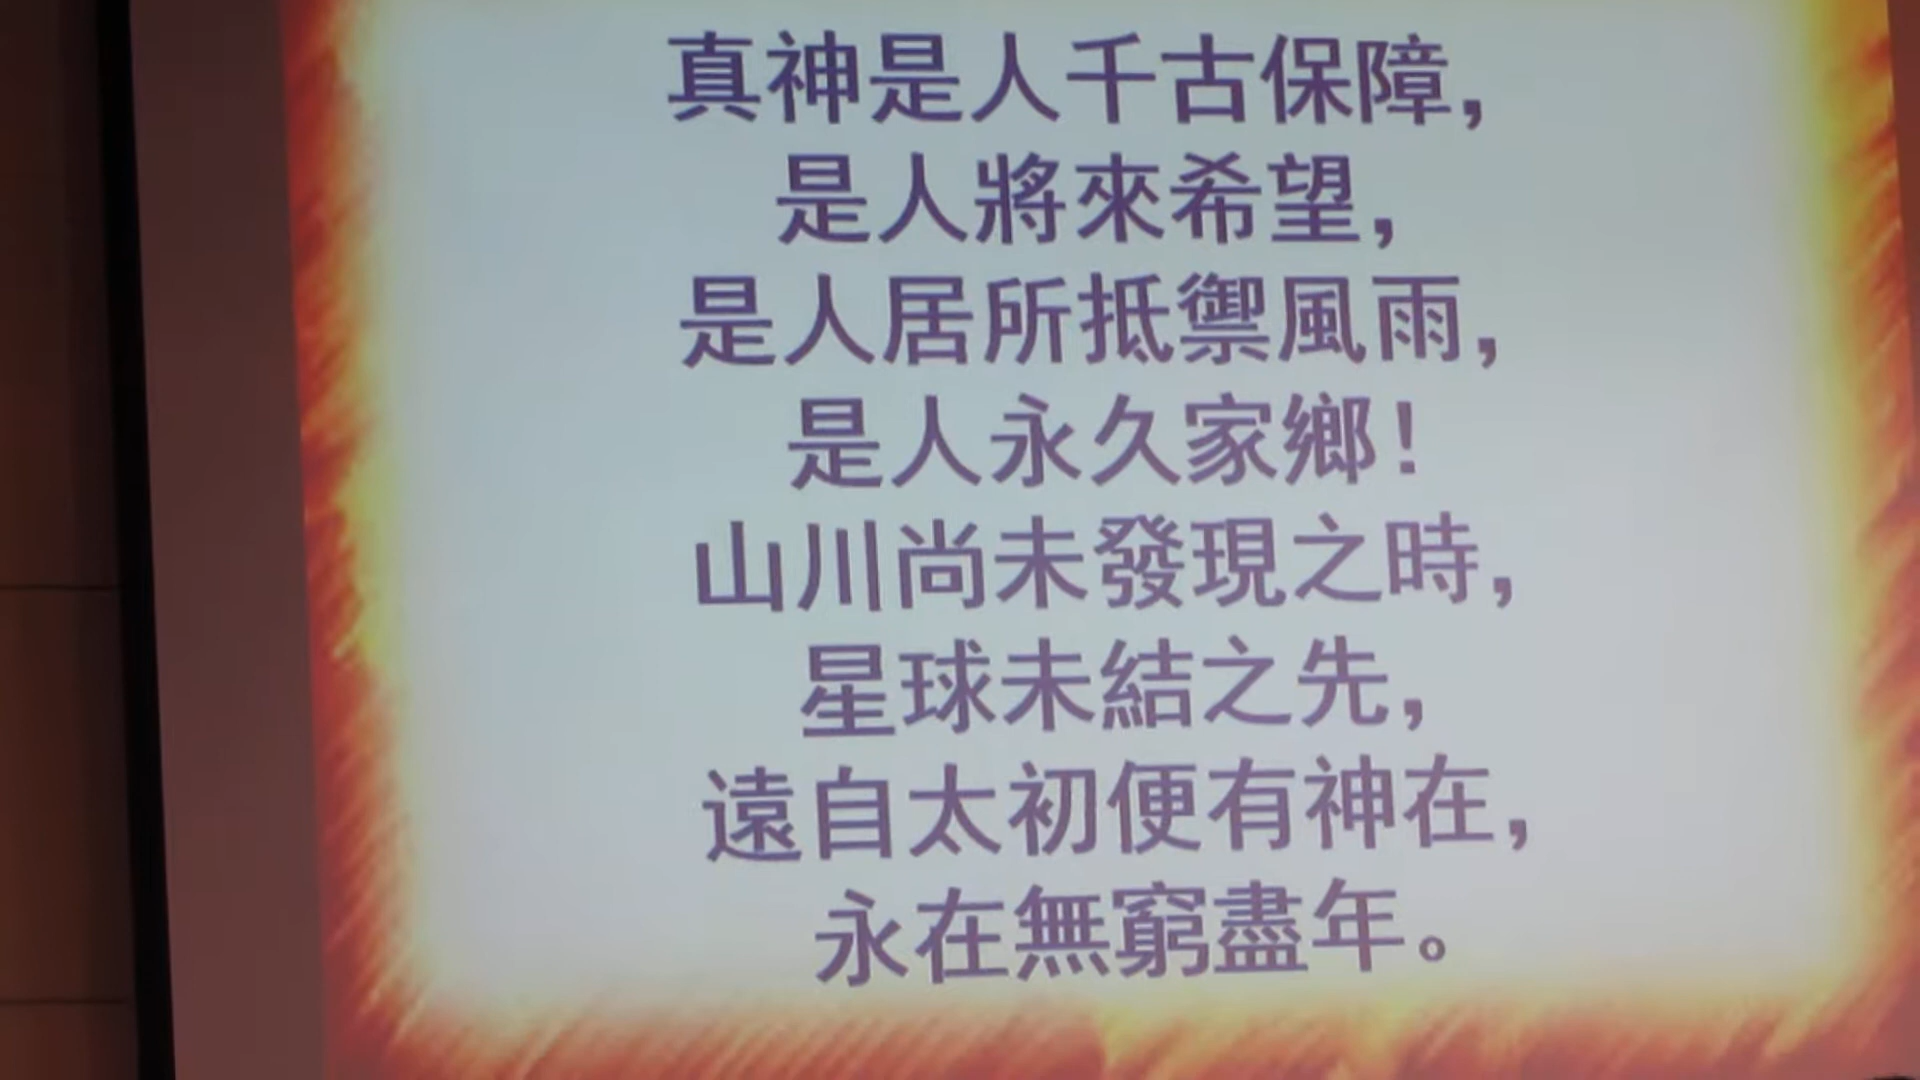 真神是人千古保障，
是人將來希望，
是人居所抵禦風雨，
是人永久家鄉！
山川尚未發現之時，
星球未結之先，
遠自太初便有神在，
永在無窮盡年。